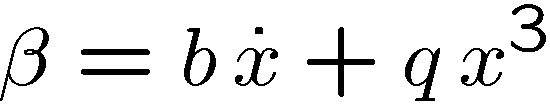 β = b ẋ + q x³